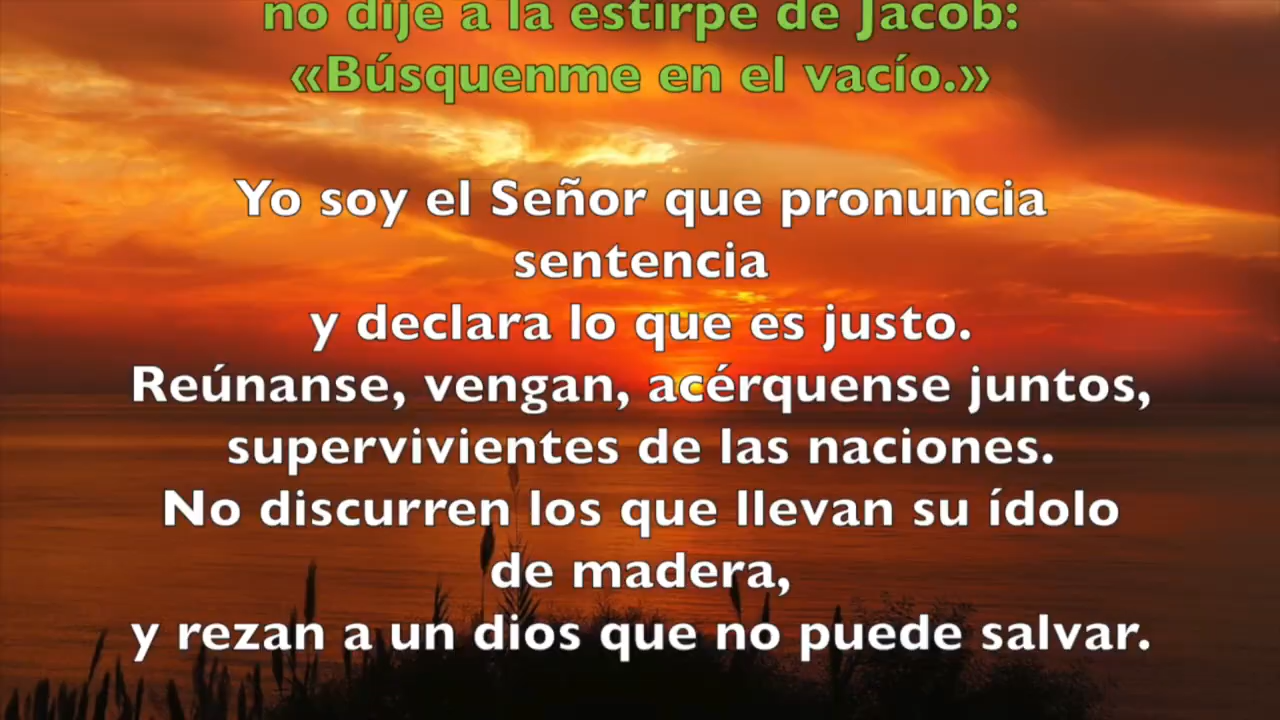 no dije a la estirpe de Jacob:
«Búsquenme en el vacío.»
Yo soy el Señor que pronuncia
sentencia
y declara lo que es justo.
Reúnanse, vengan, acérquense juntos,
supervivientes de las naciones.
No discurren los que llevan su ídolo
de madera,
y rezan a un dios que no puede salvar.